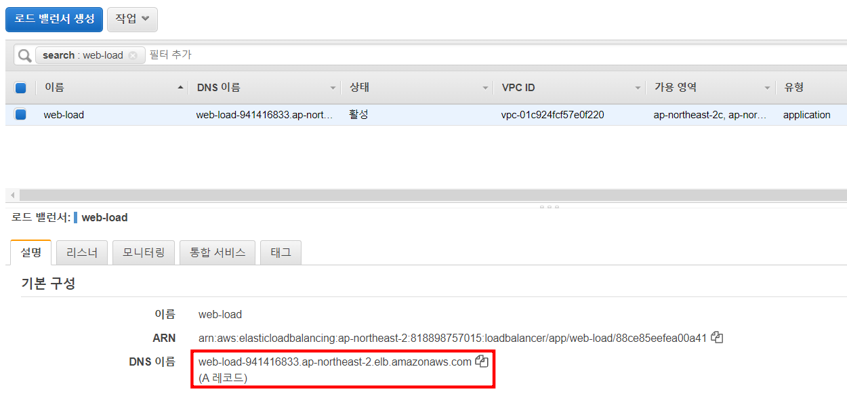 로드 밸런서 생성 작업
search : web-load 필터 추가
이름 DNS 이름 상태 VPC ID 가용 영역 유형
web-load web-load-941416833.ap-nort... 활성 vpc-01c924fcf57e0f220 ap-northeast-2c, ap-nor... application
로드 밸런서: web-load
설명 리스너 모니터링 통합 서비스 태그
기본 구성
이름 web-load
ARN arn:aws:elasticloadbalancing:ap-northeast-2:818898757015:loadbalancer/app/web-load/88ce85eefea00a41
DNS 이름 web-load-941416833.ap-northeast-2.elb.amazonaws.com
(A 레코드)